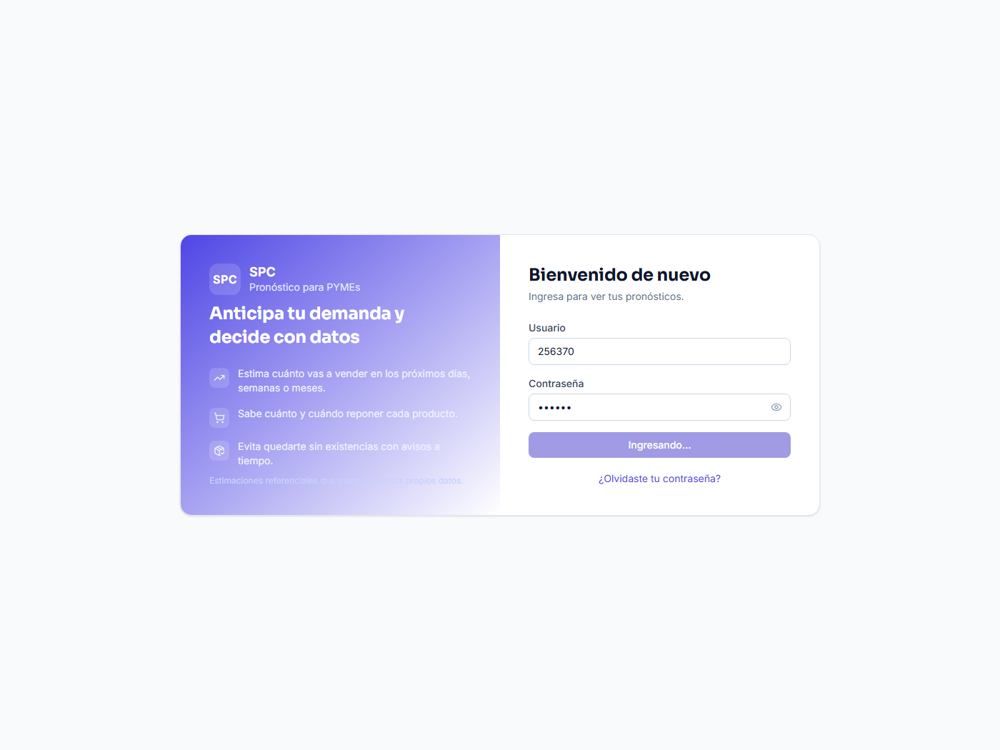 SPC
SPC
Pronóstico para PYMEs
Anticipa tu demanda y
decide con datos
Estima cuánto vas a vender en los próximos días,
semanas o meses.
Sabe cuánto y cuándo reponer cada producto.
Evita quedarte sin existencias con avisos a
tiempo.
Estimaciones referenciales que tus propios datos.
Bienvenido de nuevo
Ingresa para ver tus pronósticos.
Usuario
256370
Contraseña
••••••
Ingresando...
¿Olvidaste tu contraseña?